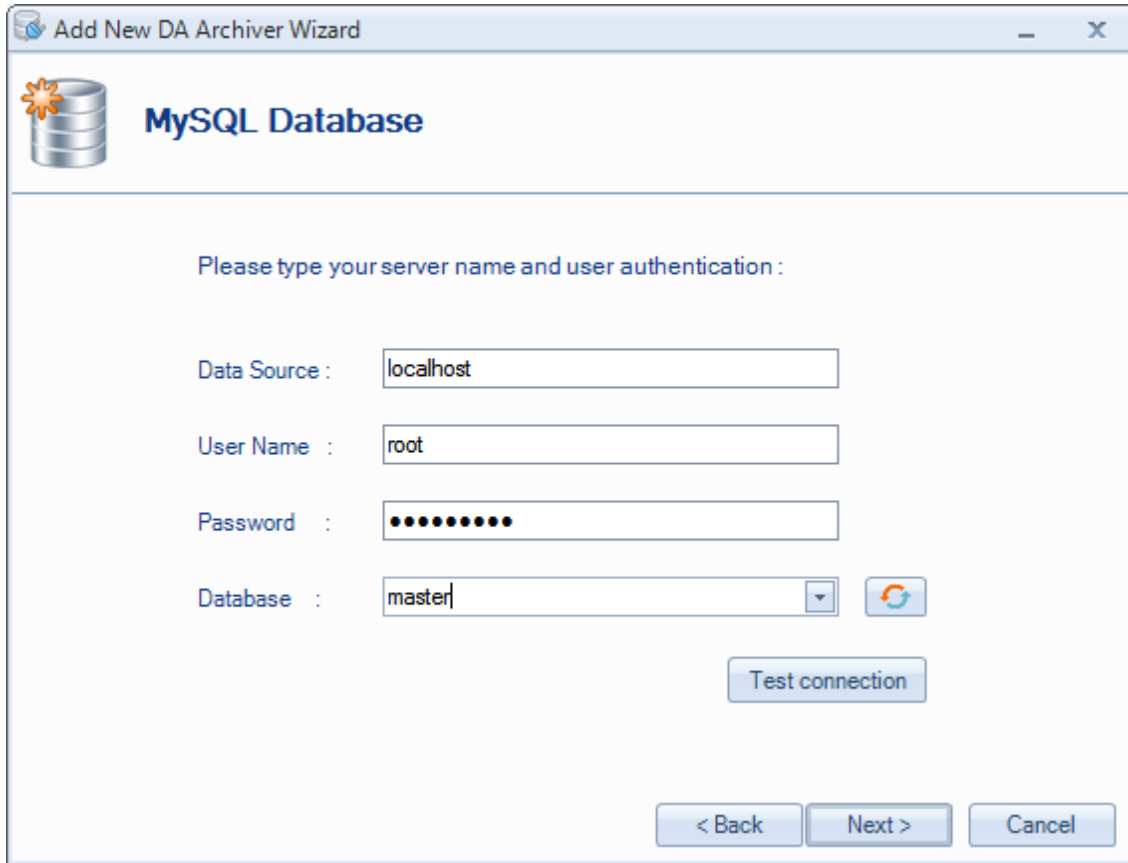 Add New DA Archiver Wizard
MySQL Database
Please type your server name and user authentication :
Data Source : localhost
User Name : root
Password : •••••••••
Database : master
Test connection
< Back Next > Cancel